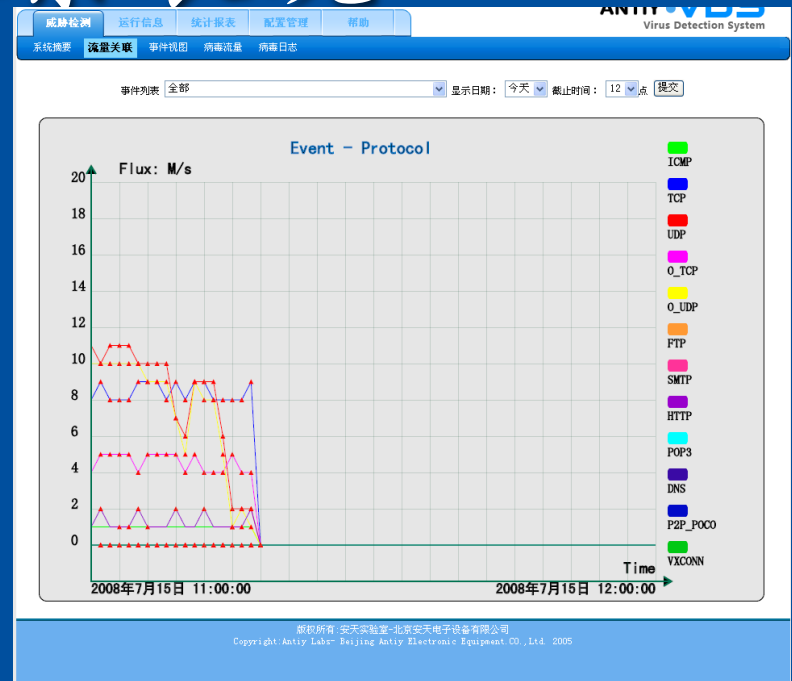 威胁检测 运行信息 统计报表 配置管理 帮助
ANTIY VDS
Virus Detection System
系统摘要 流量关联 事件视图 病毒流量 病毒日志
事件列表 全部 显示日期： 今天 截止时间： 12 点 提交
Event - Protocol
Flux: M/s
20
18
16
14
12
10
8
6
4
2
0
ICMP
TCP
UDP
O_TCP
O_UDP
FTP
SMTP
HTTP
POP3
DNS
P2P_POCO
VXCONN
Time
2008年7月15日 11:00:00
2008年7月15日 12:00:00
版权所有:安天实验室-北京安天电子设备有限公司
Copyright:Antiy Labs- Beijing Antiy Electronic Equipment.CO.,Ltd. 2005